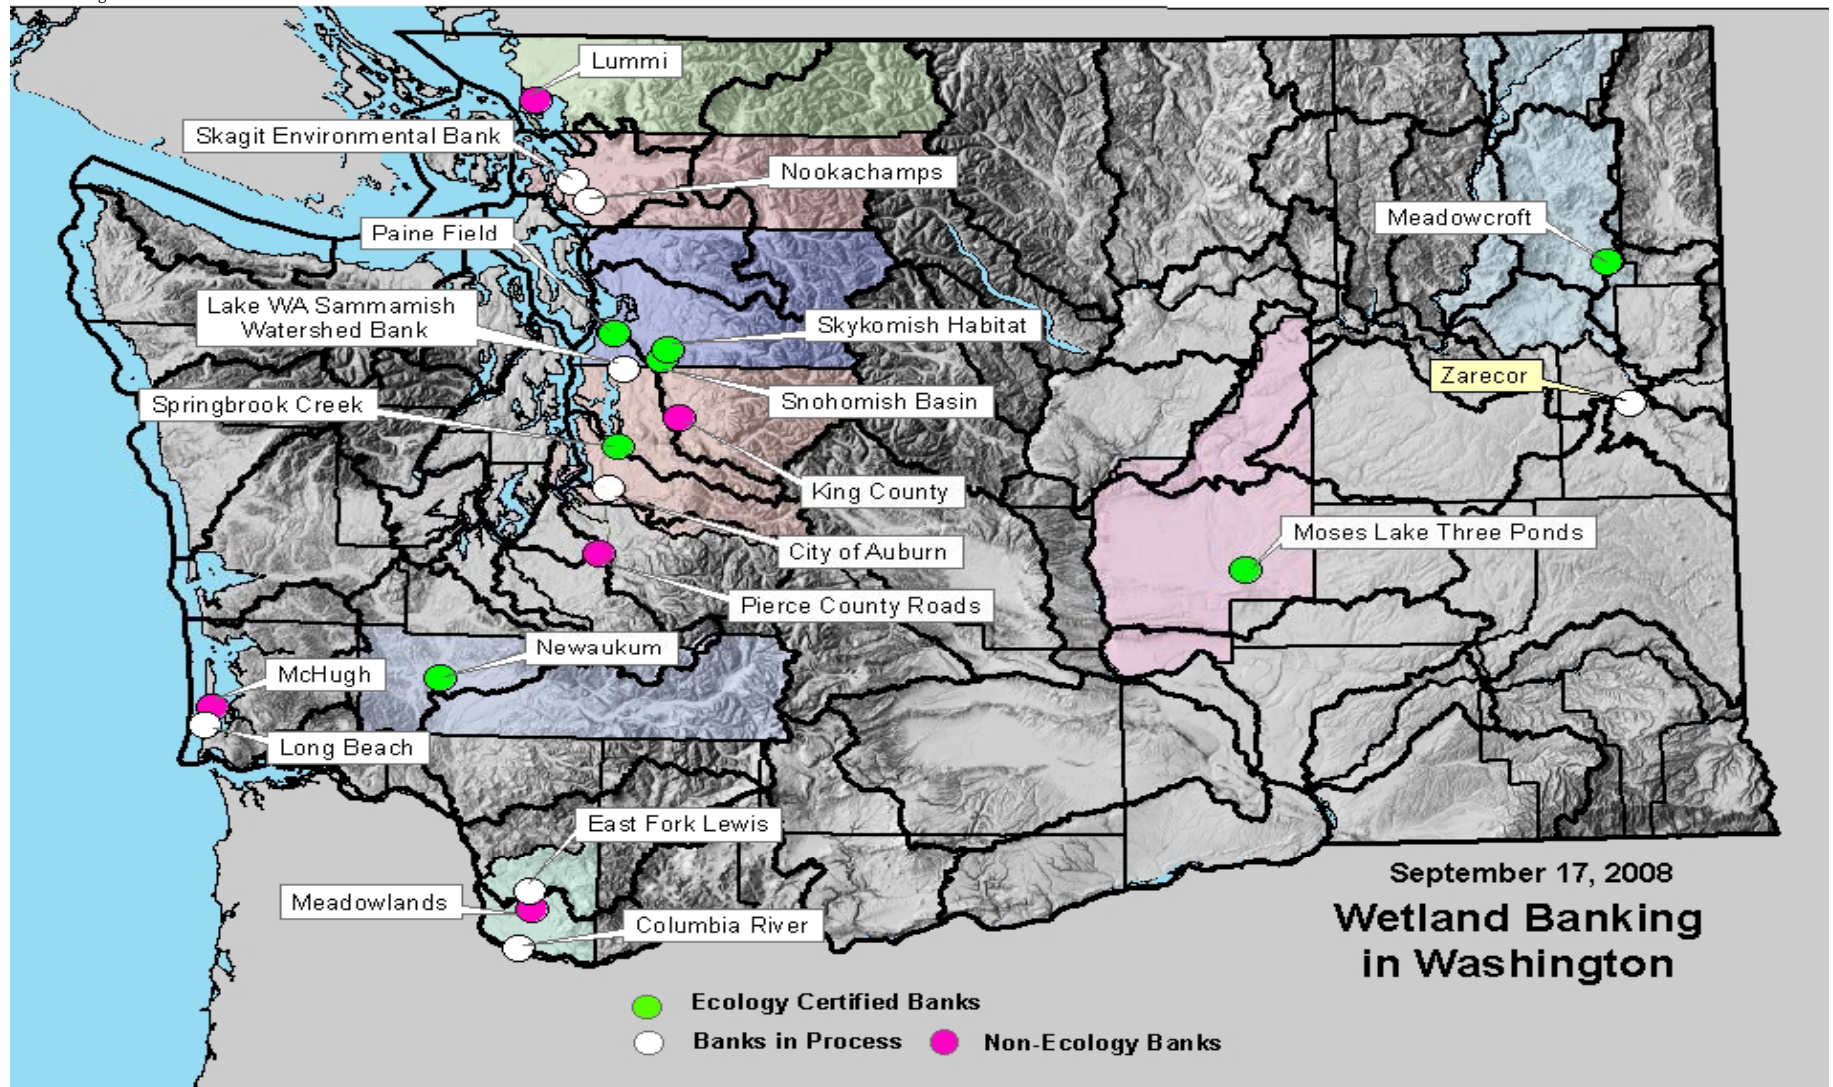 Lummi
Skagit Environmental Bank
Nookachamps
Paine Field
Meadowcroft
Lake WA Sammamish
Watershed Bank
Skykomish Habitat
Zarecor
Springbrook Creek
Snohomish Basin
King County
Moses Lake Three Ponds
City of Auburn
Pierce County Roads
Newaukum
McHugh
Long Beach
East Fork Lewis
Meadowlands
Columbia River
September 17, 2008
Wetland Banking
in Washington
Ecology Certified Banks
Banks in Process
Non-Ecology Banks